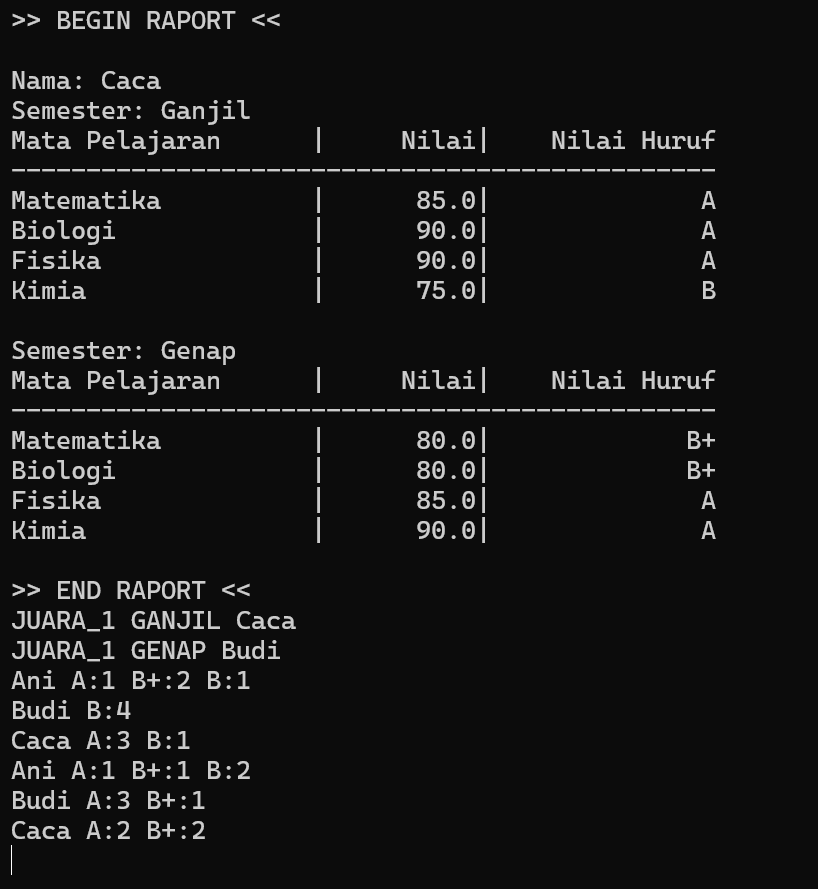 >> BEGIN RAPORT <<
Nama: Caca
Semester: Ganjil
Mata Pelajaran      |     Nilai|    Nilai Huruf
-----------------------------------------------
Matematika          |      85.0|              A
Biologi             |      90.0|              A
Fisika              |      90.0|              A
Kimia               |      75.0|              B
Semester: Genap
Mata Pelajaran      |     Nilai|    Nilai Huruf
-----------------------------------------------
Matematika          |      80.0|             B+
Biologi             |      80.0|             B+
Fisika              |      85.0|              A
Kimia               |      90.0|              A
>> END RAPORT <<
JUARA_1 GANJIL Caca
JUARA_1 GENAP Budi
Ani A:1 B+:2 B:1
Budi B:4
Caca A:3 B:1
Ani A:1 B+:1 B:2
Budi A:3 B+:1
Caca A:2 B+:2